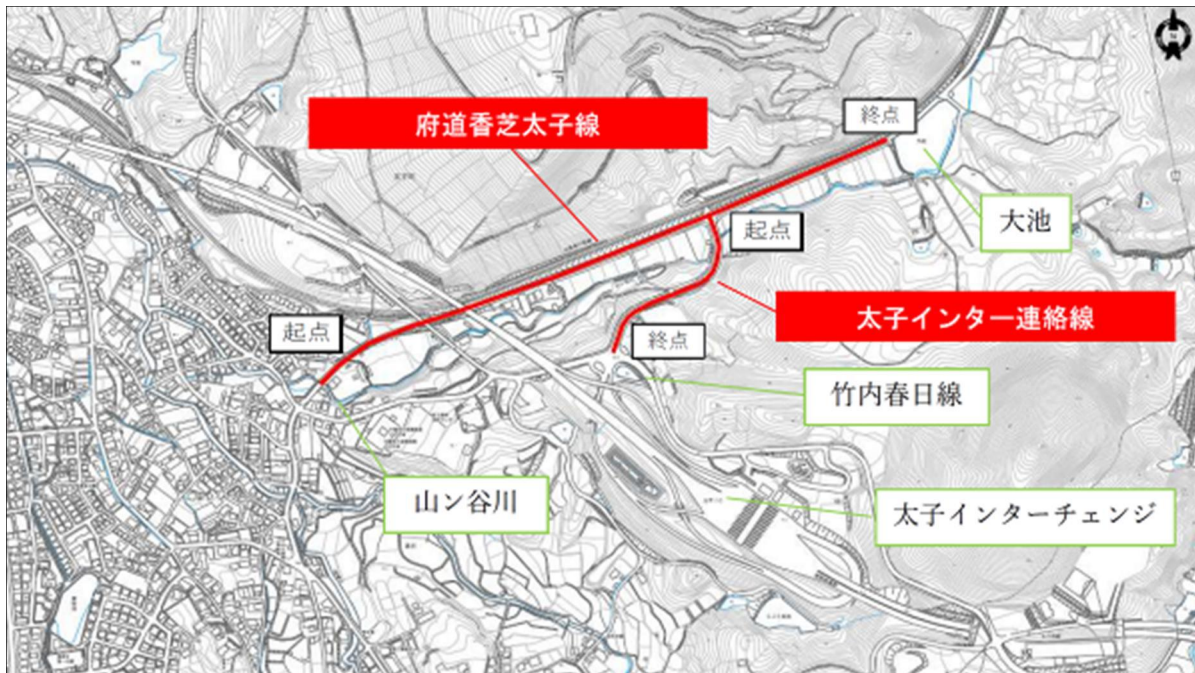 府道香芝太子線
終点
大池
起点
太子インター連絡線
起点
終点
竹内春日線
山ン谷川
太子インターチェンジ